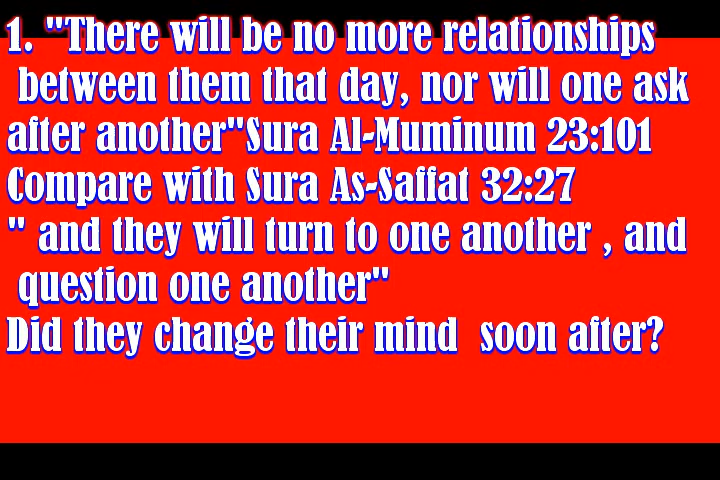 1. "There will be no more relationships
between them that day, nor will one ask
after another"Sura Al-Muminum 23:101
Compare with Sura As-Saffat 32:27
" and they will turn to one another , and
question one another"
Did they change their mind soon after?